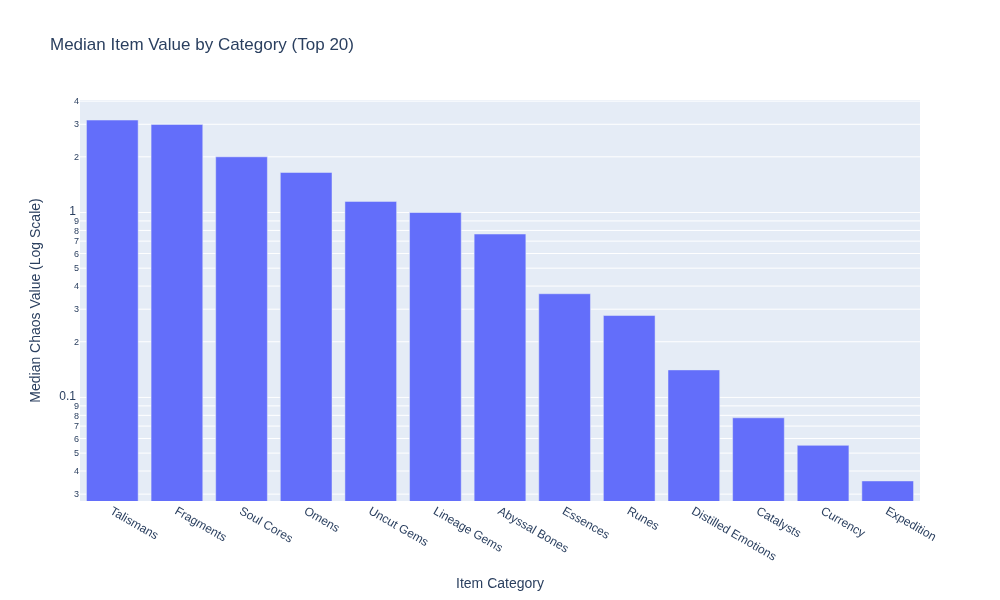 Median Item Value by Category (Top 20)
Median Chaos Value (Log Scale)
4
3
2
1
9
8
7
6
5
4
3
2
0.1
9
8
7
6
5
4
3
Talismans
Fragments
Soul Cores
Omens
Uncut Gems
Lineage Gems
Abyssal Bones
Essences
Runes
Distilled Emotions
Catalysts
Currency
Expedition
Item Category